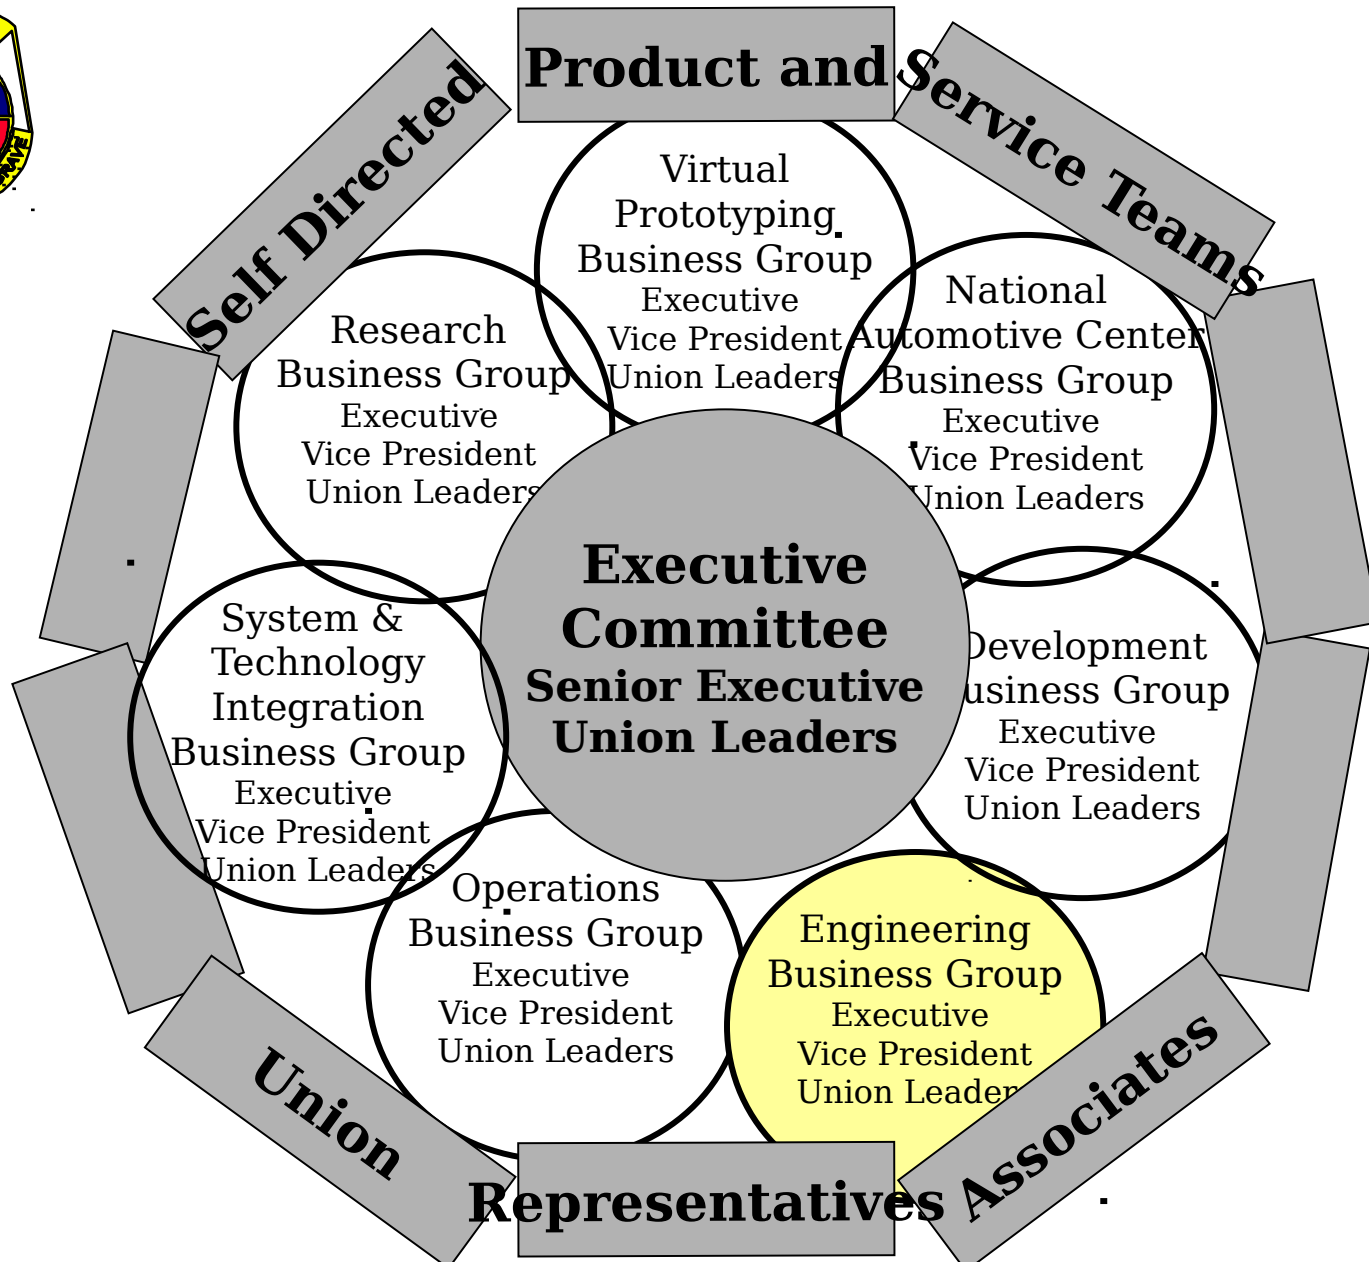 Self Directed
Product and
Service Teams
Virtual
Prototyping
Business Group
Executive
Vice President
Union Leaders
National
Automotive Center
Business Group
Executive
Vice President
Union Leaders
Research
Business Group
Executive
Vice President
Union Leaders
Executive
Committee
Senior Executive
Union Leaders
System &
Technology
Integration
Business Group
Executive
Vice President
Union Leaders
Development
Business Group
Executive
Vice President
Union Leaders
Operations
Business Group
Executive
Vice President
Union Leaders
Engineering
Business Group
Executive
Vice President
Union Leader
Union
Representatives
Associates